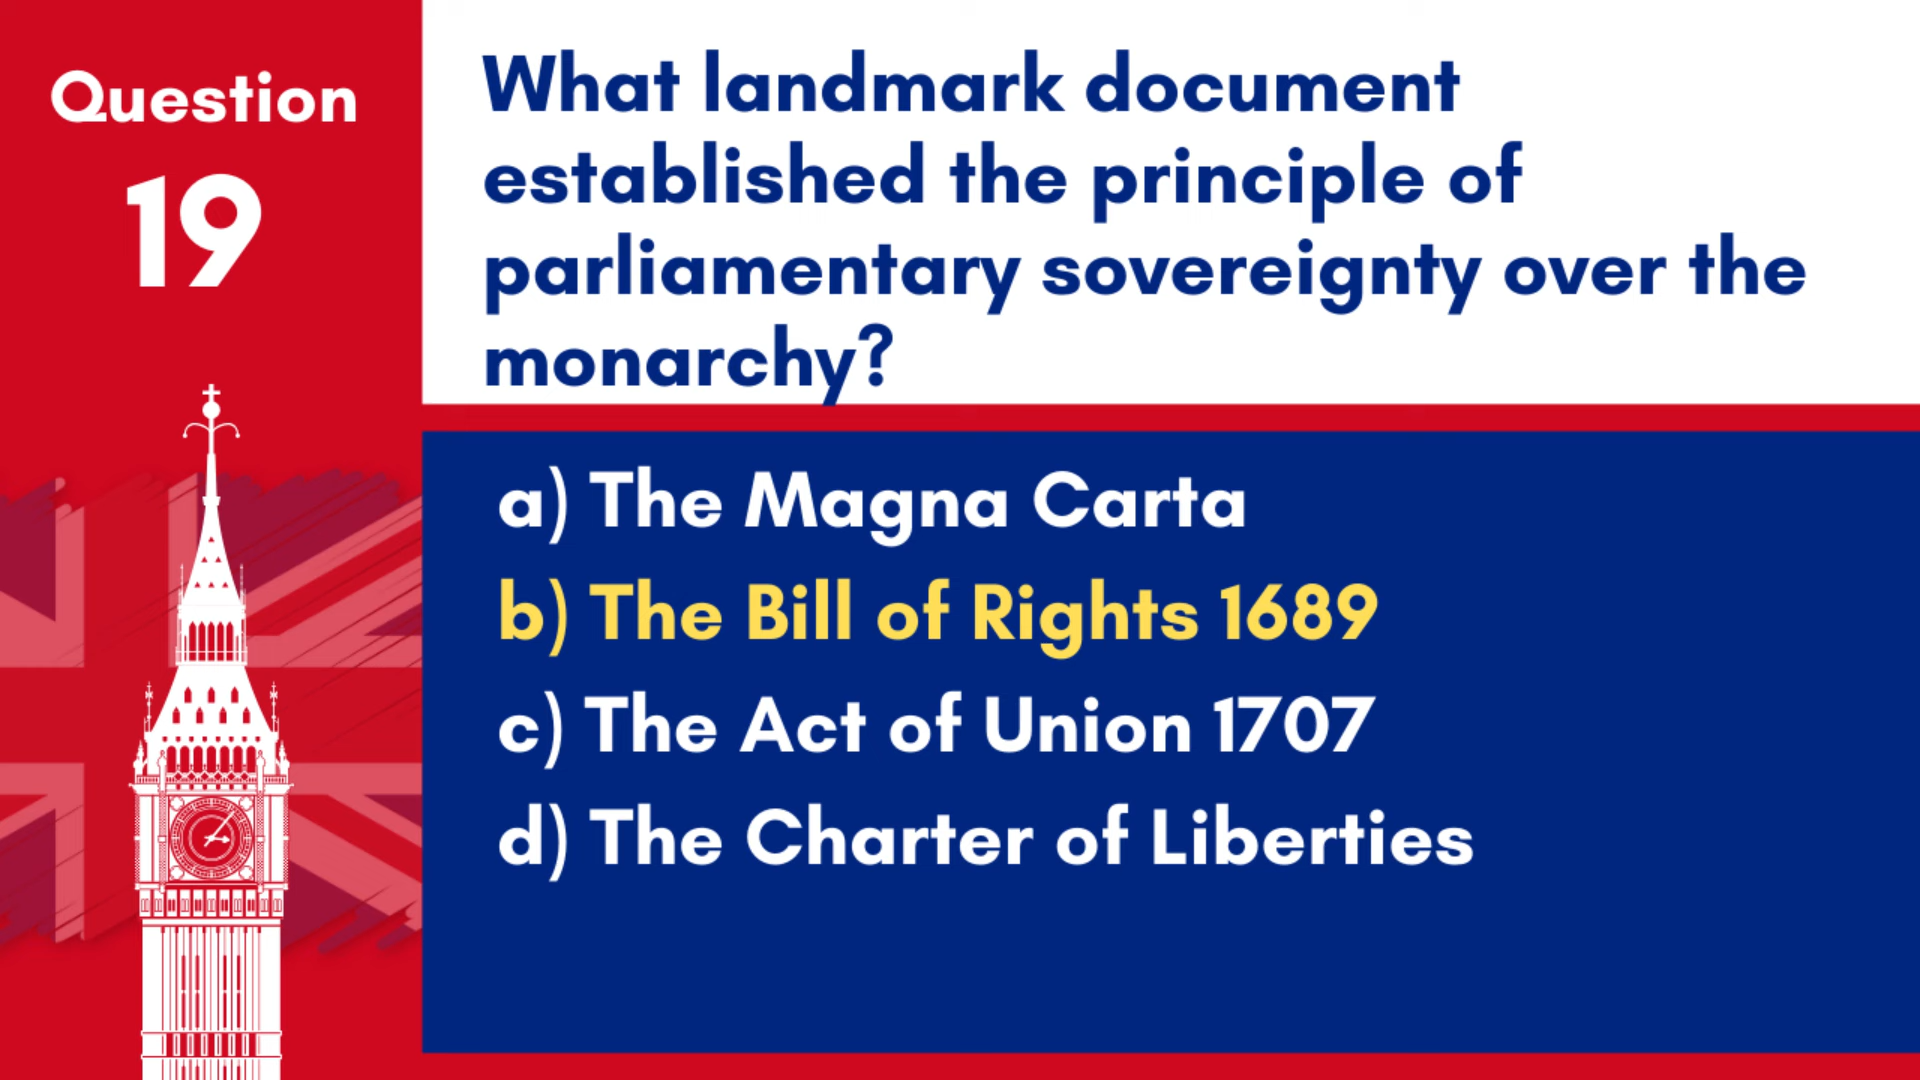 Question
19
What landmark document
established the principle of
parliamentary sovereignty over the
monarchy?
a) The Magna Carta
b) The Bill of Rights 1689
c) The Act of Union 1707
d) The Charter of Liberties